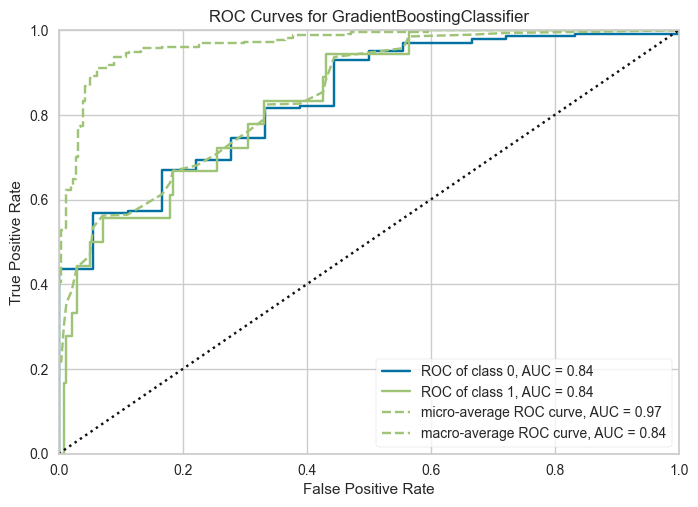 ROC Curves for GradientBoostingClassifier
True Positive Rate
1.0
0.8
0.6
0.4
0.2
0.0
ROC of class 0, AUC = 0.84
ROC of class 1, AUC = 0.84
micro-average ROC curve, AUC = 0.97
macro-average ROC curve, AUC = 0.84
0.0 0.2 0.4 0.6 0.8 1.0
False Positive Rate